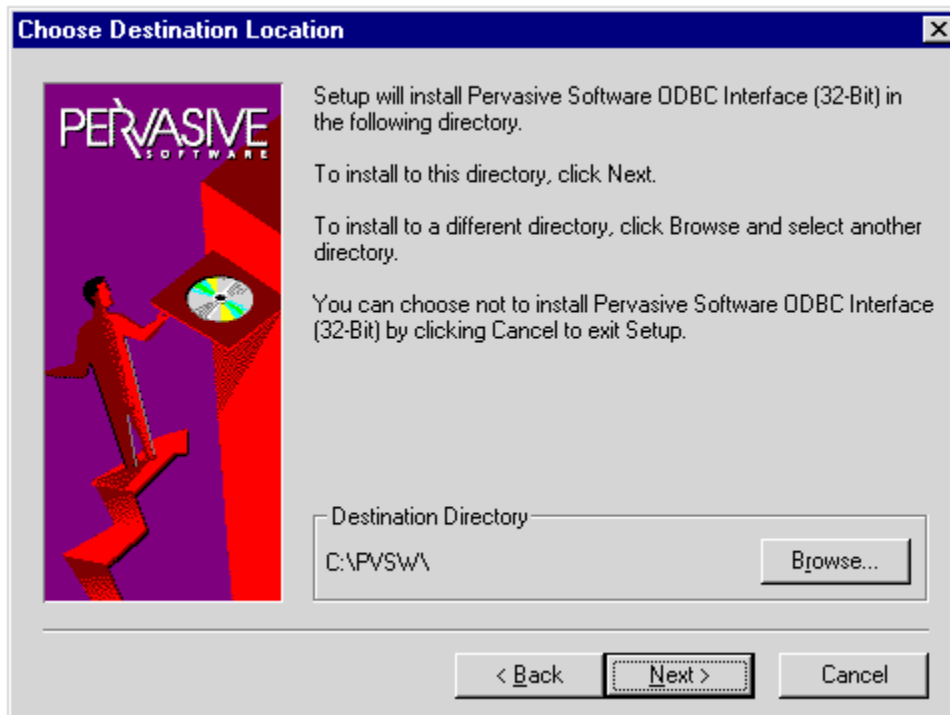 Choose Destination Location
PERVASIVE
SOFTWARE
Setup will install Pervasive Software ODBC Interface (32-Bit) in
the following directory.
To install to this directory, click Next.
To install to a different directory, click Browse and select another
directory.
You can choose not to install Pervasive Software ODBC Interface
(32-Bit) by clicking Cancel to exit Setup.
Destination Directory
C:\PVSW\
Browse...
< Back
Next >
Cancel